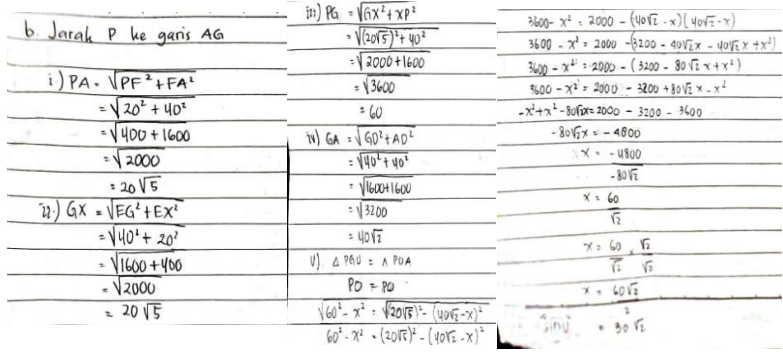 b. Jarak P ke garis AG
i) PA = √PF² + FA²
= √20² + 40²
= √400 + 1600
= √2000
= 20√5
ii.) GX = √EG² + EX²
= √40² + 20²
= √1600 + 400
= √2000
= 20√5
iii) PG = √GX² + XP²
= √(20√5)² + 40²
= √2000 + 1600
= √3600
= 60
iv) GA = √GD² + AD²
= √40² + 40²
= √1600 + 1600
= √3200
= 40√2
v). △ PGO = △ POA
PO = PO
√60² - x² = √(20√5)² - (40√2 - x)²
60² - x² = (20√5)² - (40√2 - x)²
3600 - x² = 2000 - (40√2 - x)(40√2 - x)
3600 - x² = 2000 - (3200 - 40√2x - 40√2x + x²)
3600 - x² = 2000 - (3200 - 80√2x + x²)
3600 - x² = 2000 - 3200 + 80√2x - x²
-x² + x² - 80√2x = 2000 - 3200 - 3600
-80√2x = -4800
x = -4800
-80√2
x = 60
√2
x = 60 . √2
√2 √2
x = 60√2
2
= 30√2